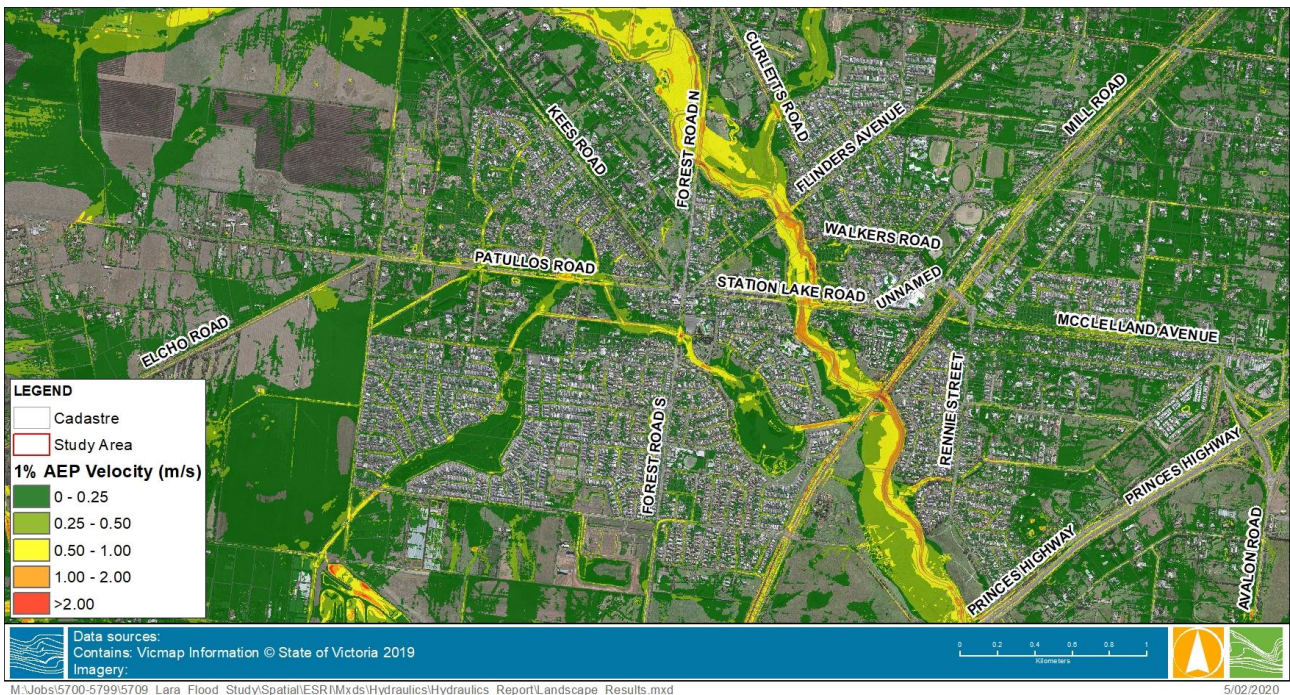 CURLETTS ROAD
KEES ROAD
FOREST ROAD N
FLINDERS AVENUE
MILL ROAD
WALKERS ROAD
PATULLOS ROAD
STATION LAKE ROAD
UNNAMED
MCCLELLAND AVENUE
ELCHO ROAD
RENNIE STREET
FOREST ROAD S
PRINCES HIGHWAY
PRINCES HIGHWAY
AVALON ROAD
LEGEND
Cadastre
Study Area
1% AEP Velocity (m/s)
0 - 0.25
0.25 - 0.50
0.50 - 1.00
1.00 - 2.00
>2.00
Data sources:
Contains: Vicmap Information © State of Victoria 2019
Imagery:
0 0.2 0.4 0.6 0.8 1
Kilometers
M:\Jobs\5700-5799\5709_Lara_Flood_Study\Spatial\ESRI\Mxds\Hydraulics\Hydraulics_Report\Landscape_Results.mxd
5/02/2020